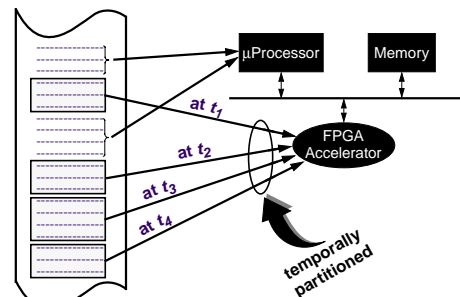 μProcessor
Memory
at t1
FPGA
Accelerator
at t2
at t3
at t4
temporally
partitioned